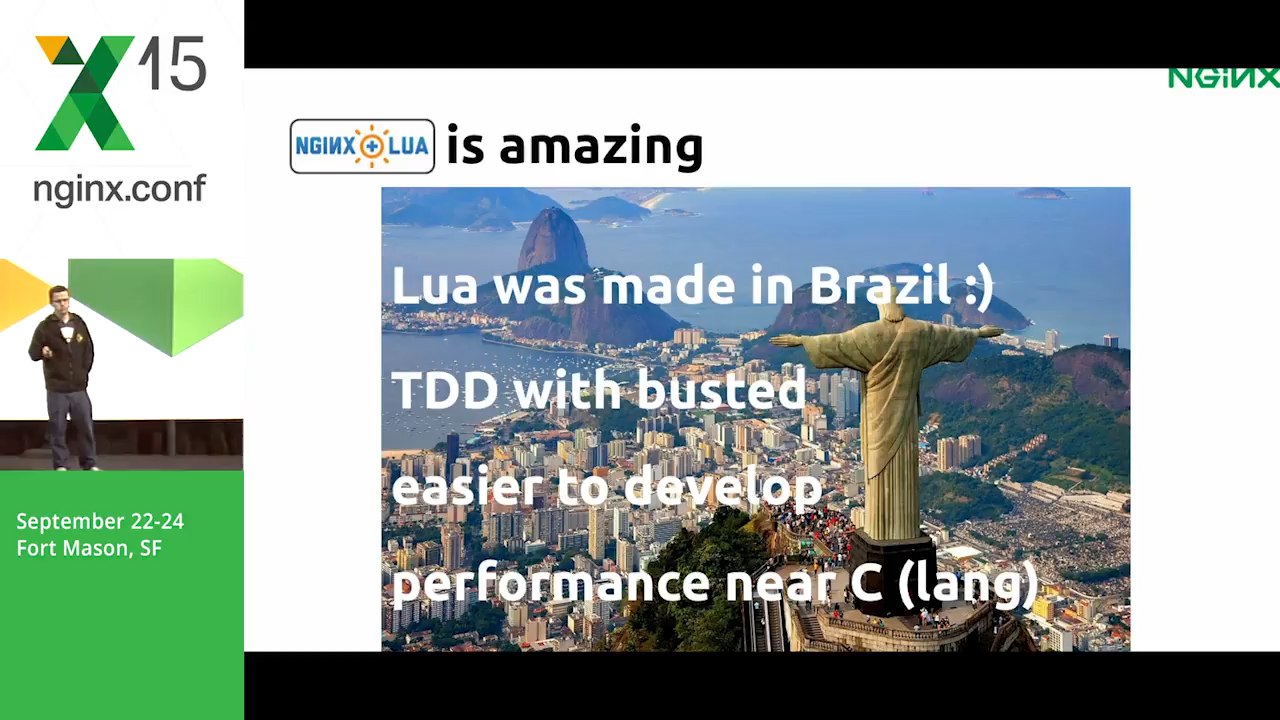 15
nginx.conf
September 22-24
Fort Mason, SF
NGINX
NGINX LUA is amazing
Lua was made in Brazil :)
TDD with busted
easier to develop
performance near C (lang)